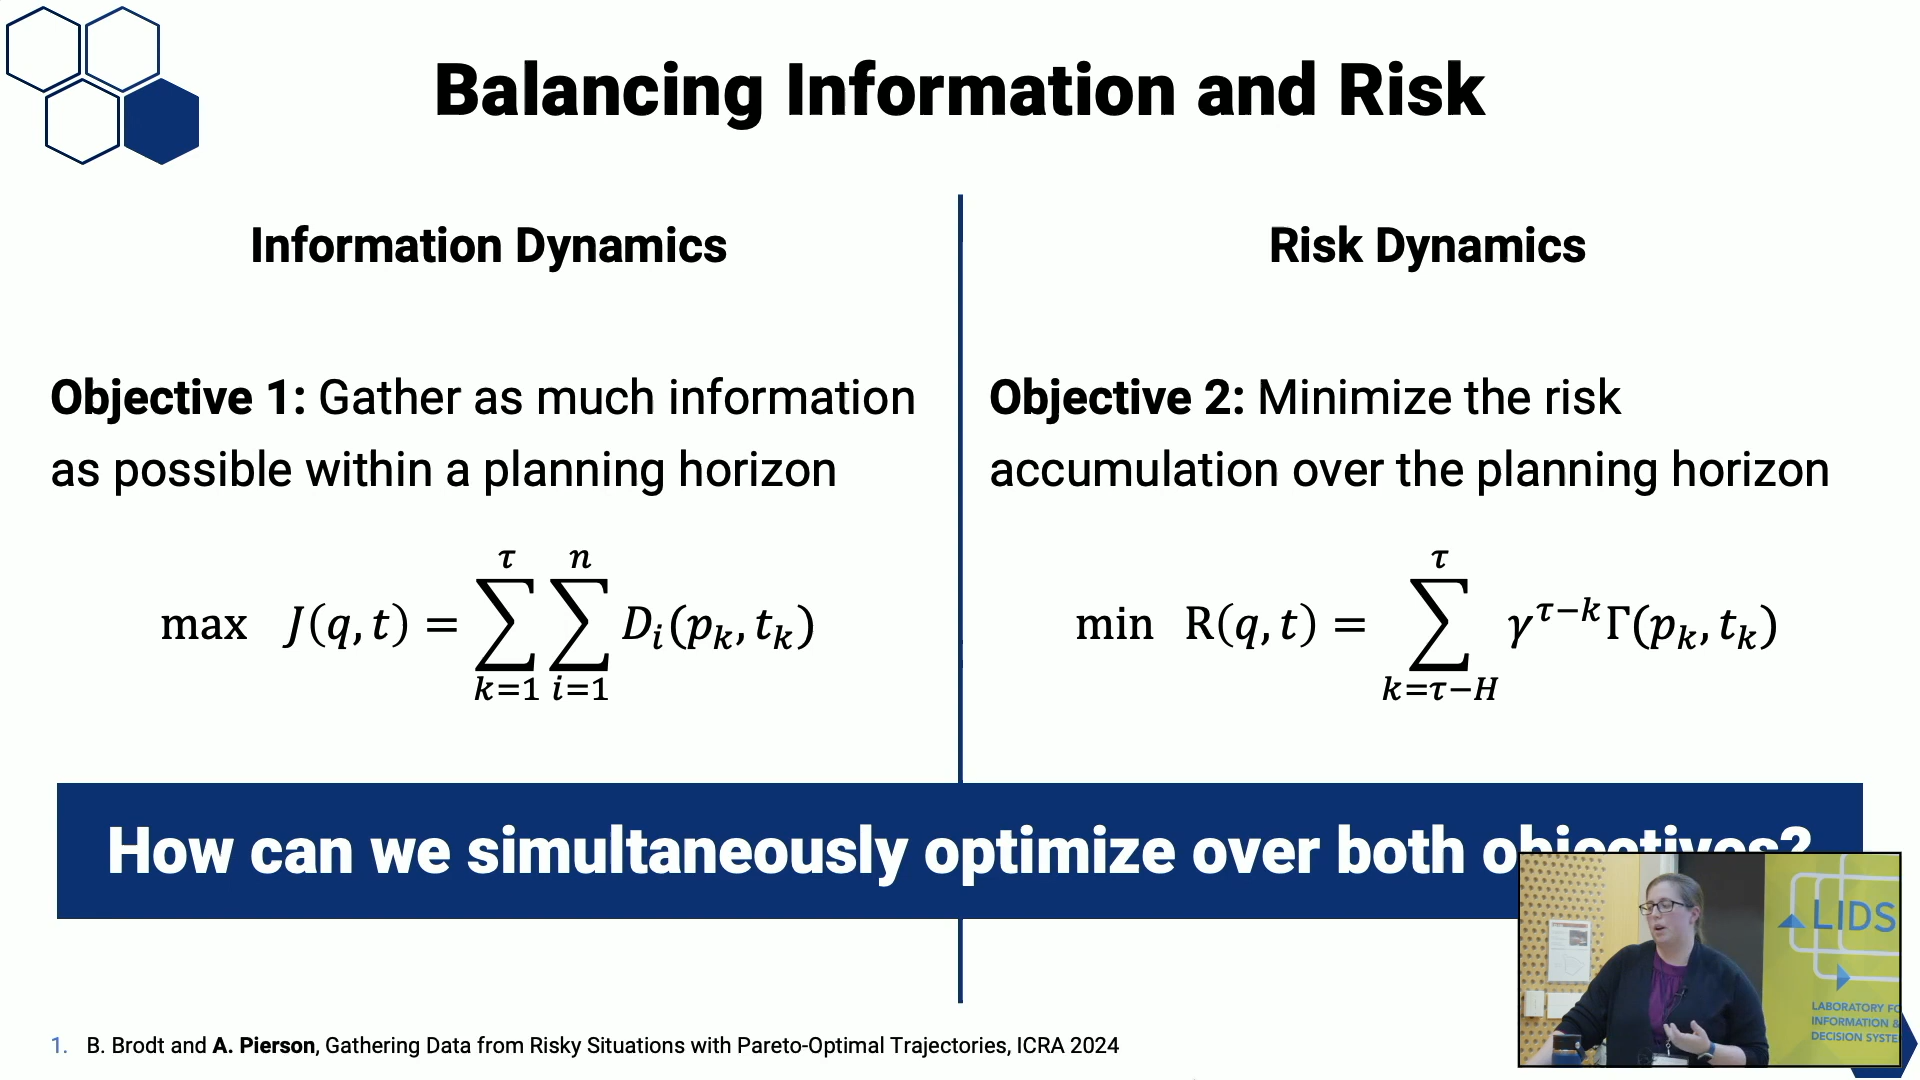 Balancing Information and Risk
Information Dynamics
Objective 1: Gather as much information
as possible within a planning horizon
max J(q, t) = ∑_{k=1}^{τ} ∑_{i=1}^{n} D_i(p_k, t_k)
Risk Dynamics
Objective 2: Minimize the risk
accumulation over the planning horizon
min R(q, t) = ∑_{k=τ−H}^{τ} γ^{τ−k} Γ(p_k, t_k)
How can we simultaneously optimize over both objectives?
1. B. Brodt and A. Pierson, Gathering Data from Risky Situations with Pareto-Optimal Trajectories, ICRA 2024
LIDS
LABORATORY FO
INFORMATION &
DECISION SYSTE